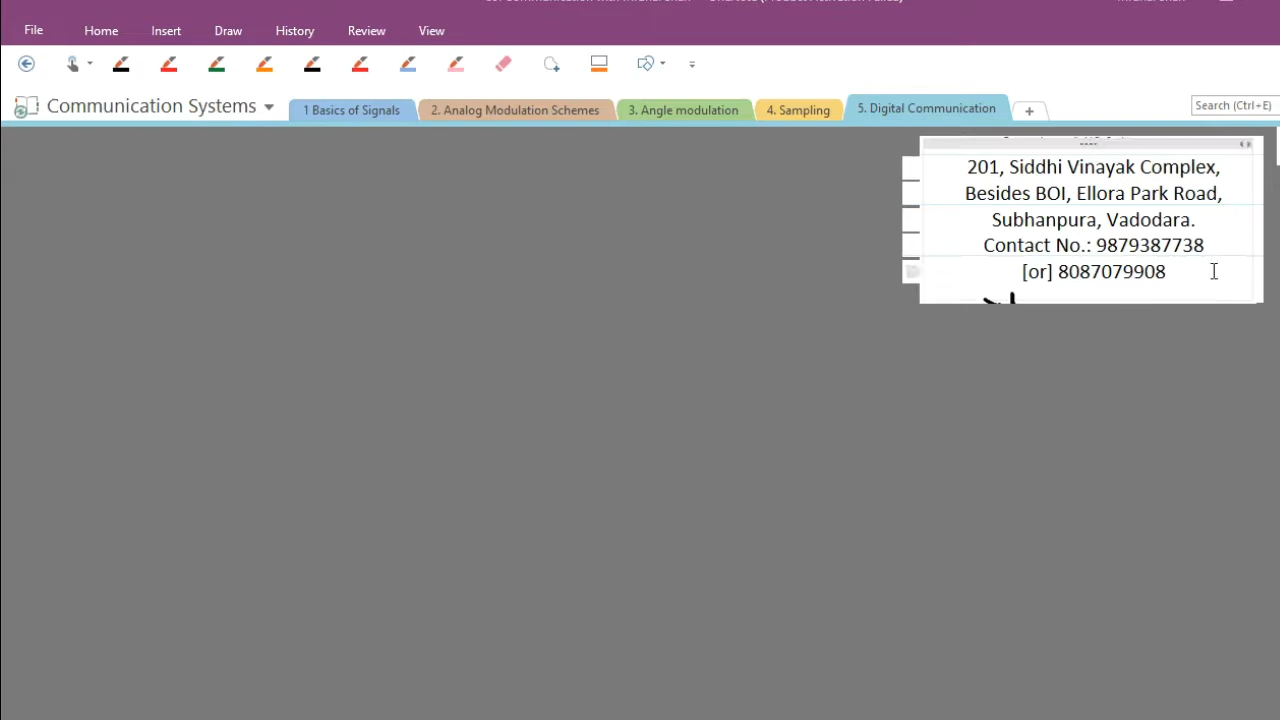 File Home Insert Draw History Review View
Communication Systems 1 Basics of Signals 2. Analog Modulation Schemes 3. Angle modulation 4. Sampling 5. Digital Communication + Search (Ctrl+E)
201, Siddhi Vinayak Complex,
Besides BOI, Ellora Park Road,
Subhanpura, Vadodara.
Contact No.: 9879387738
[or] 8087079908